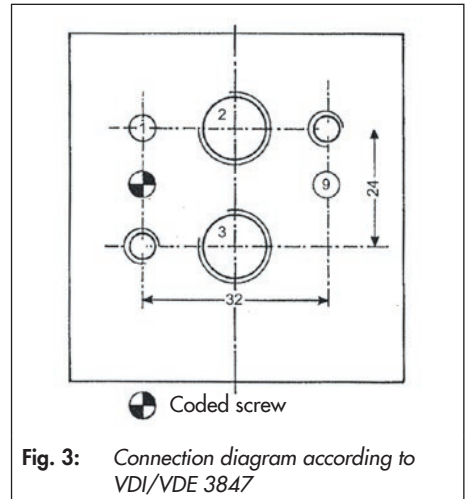 1
2
9
24
3
32
Coded screw
Fig. 3: Connection diagram according to
VDI/VDE 3847